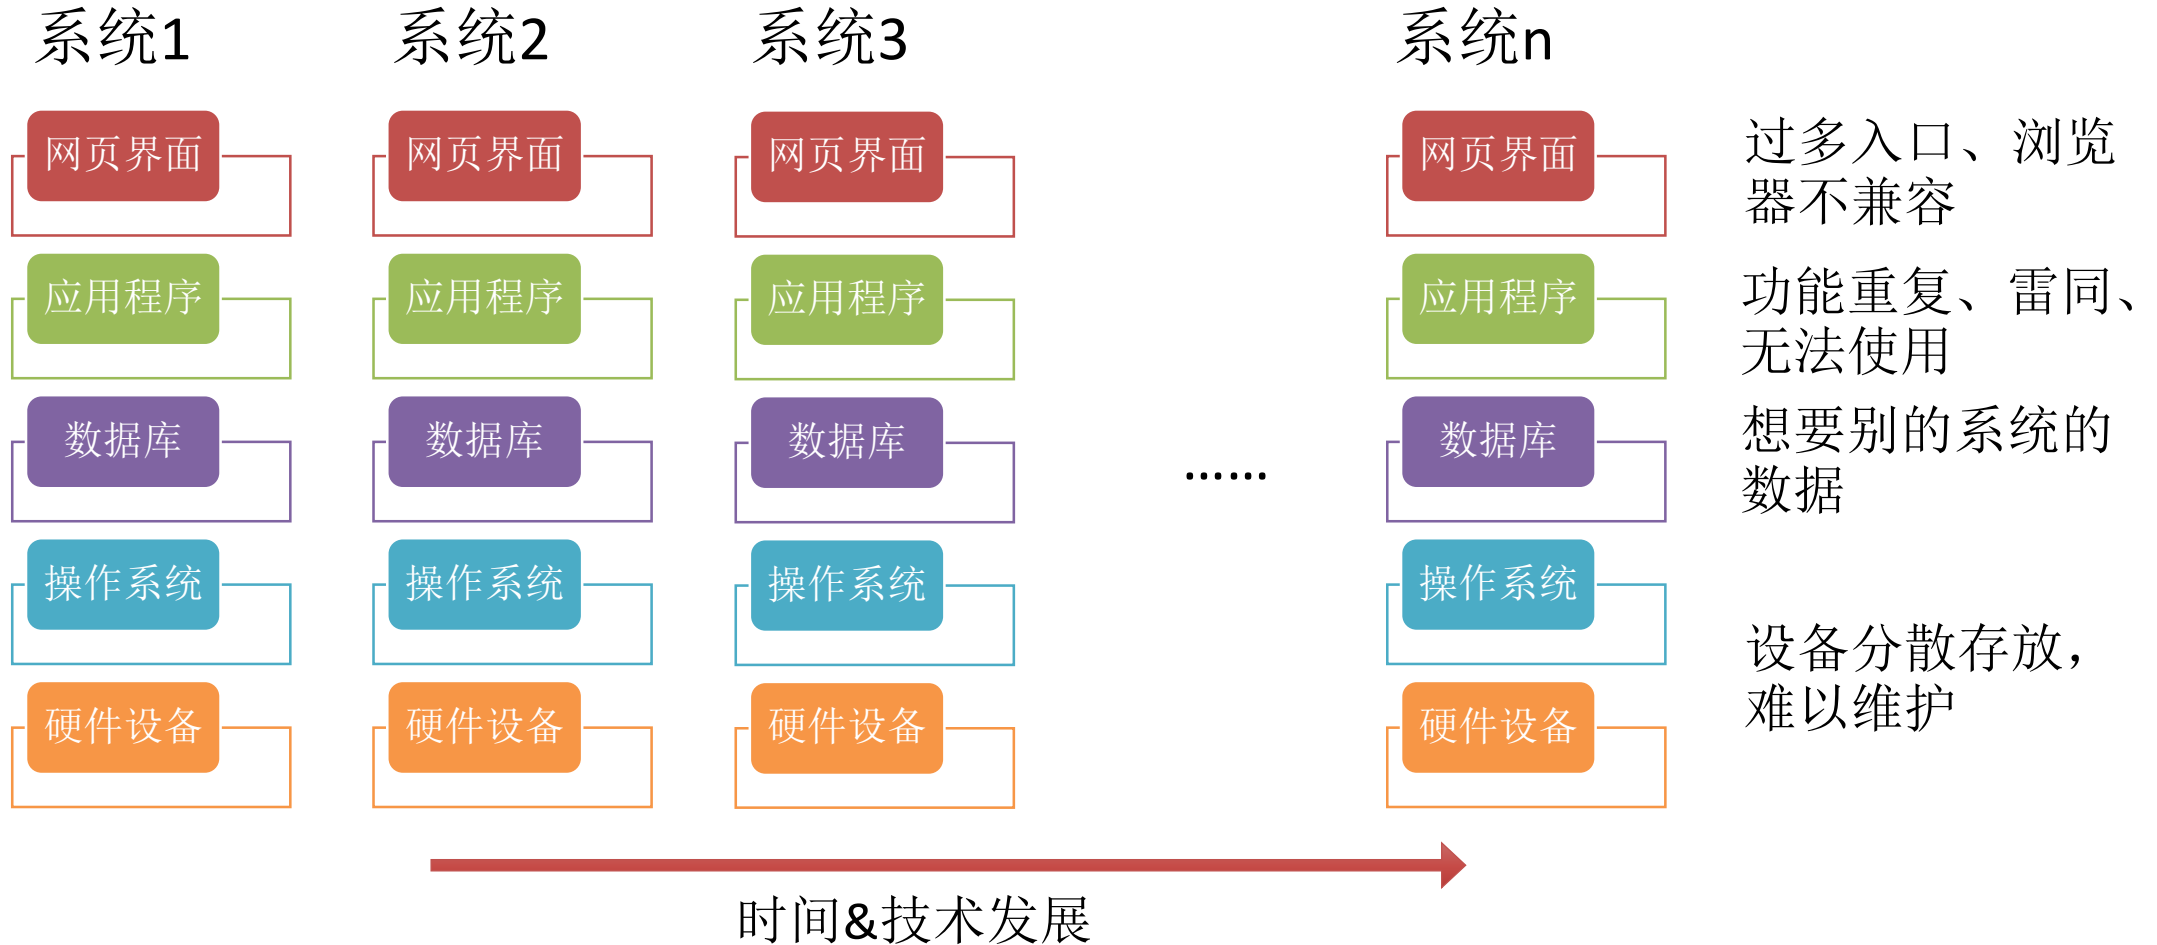 系统1 系统2 系统3 系统n
网页界面 网页界面 网页界面 网页界面
过多入口、浏览
器不兼容
应用程序 应用程序 应用程序 应用程序
功能重复、雷同、
无法使用
数据库 数据库 数据库 …… 数据库
想要别的系统的
数据
操作系统 操作系统 操作系统 操作系统
硬件设备 硬件设备 硬件设备 硬件设备
设备分散存放，
难以维护
时间&技术发展